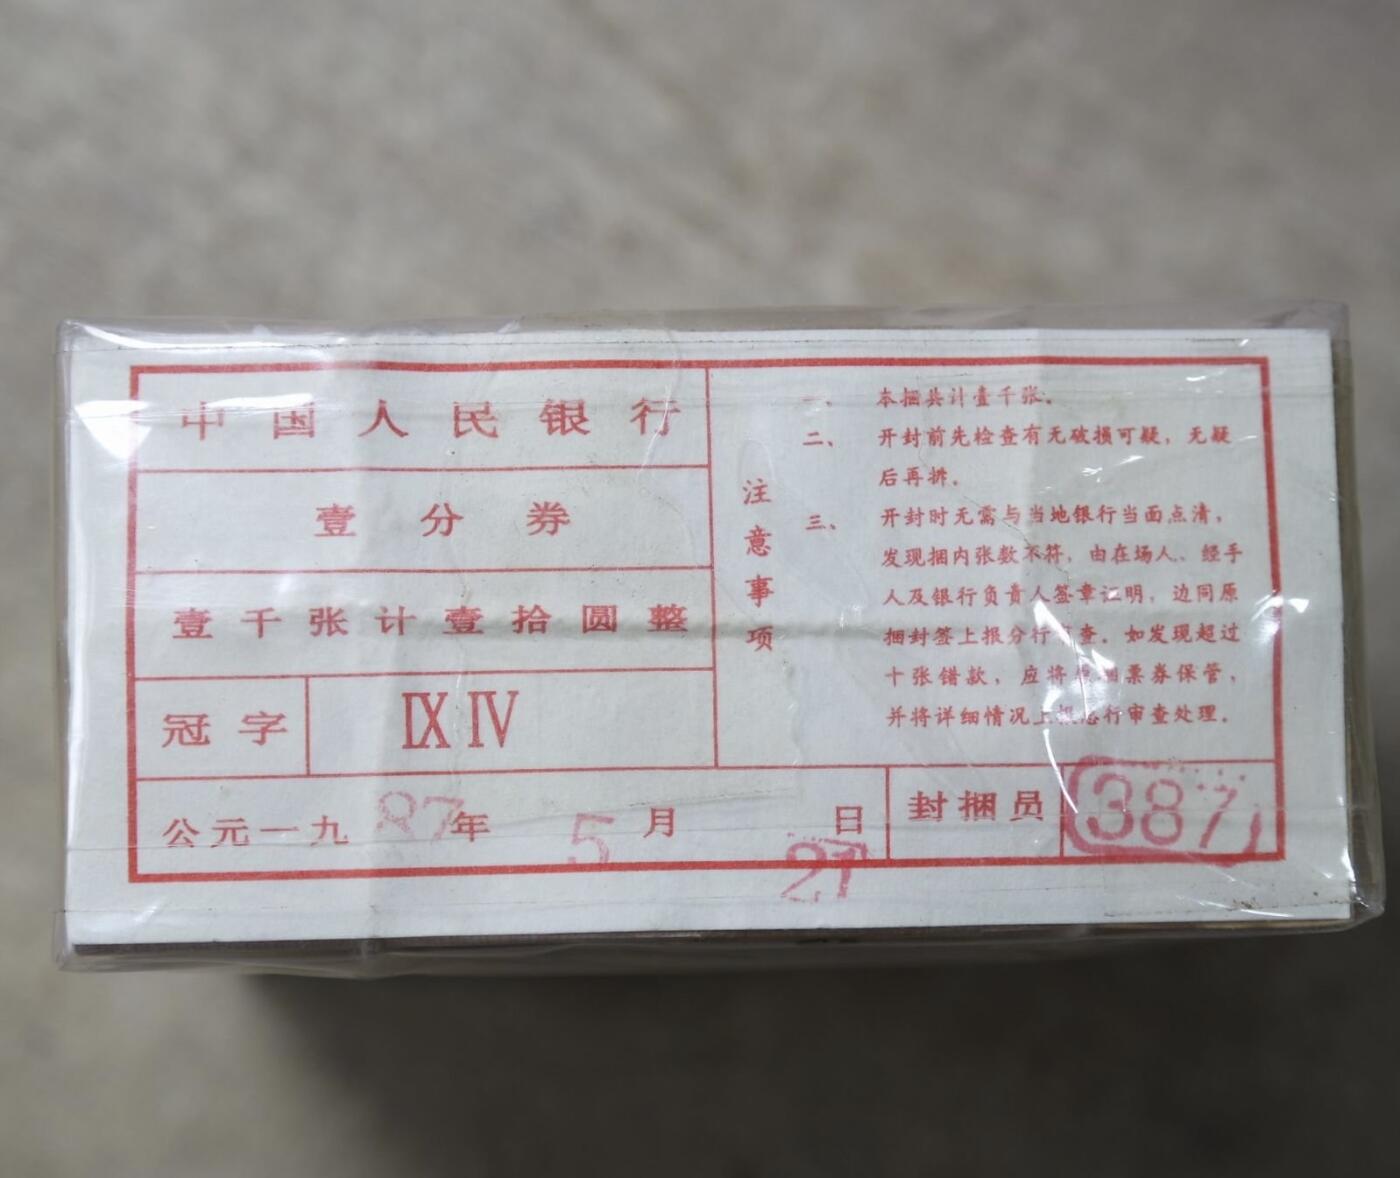 中国人民银行
壹分券
壹千张计壹拾圆整
冠字 ⅨⅣ
公元一九87年5月21日
封捆员 387
注意事项
一、本捆共计壹千张。
二、开封前先检查有无破损可疑，无疑
后再拆。
三、开封时无需与当地银行当面点清，
发现捆内张数不符，由在场人、经手
人及银行负责人签章证明，边同原
捆封签上报分行审查。如发现超过
十张错款，应将原捆票券保管，
并将详细情况上报总行审查处理。